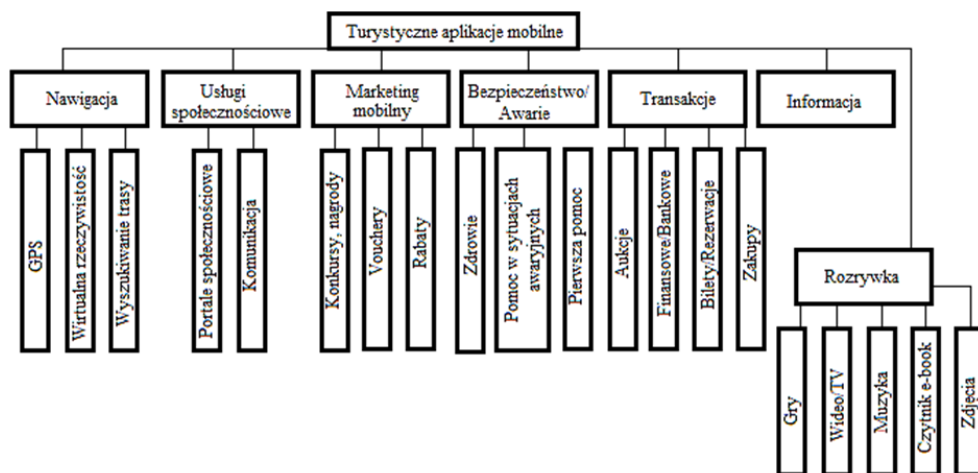 Turystyczne aplikacje mobilne
Nawigacja
Usługi
społecznościowe
Marketing
mobilny
Bezpieczeństwo/
Awarie
Transakcje
Informacja
GPS
Wirtualna rzeczywistość
Wyszukiwanie trasy
Portale społecznościowe
Komunikacja
Konkursy, nagrody
Vouchery
Rabaty
Zdrowie
Pomoc w sytuacjach
awaryjnych
Pierwsza pomoc
Aukcje
Finansowe/Bankowe
Bilety/Rezerwacje
Zakupy
Rozrywka
Gry
Wideo/TV
Muzyka
Czytnik e-book
Zdjęcia